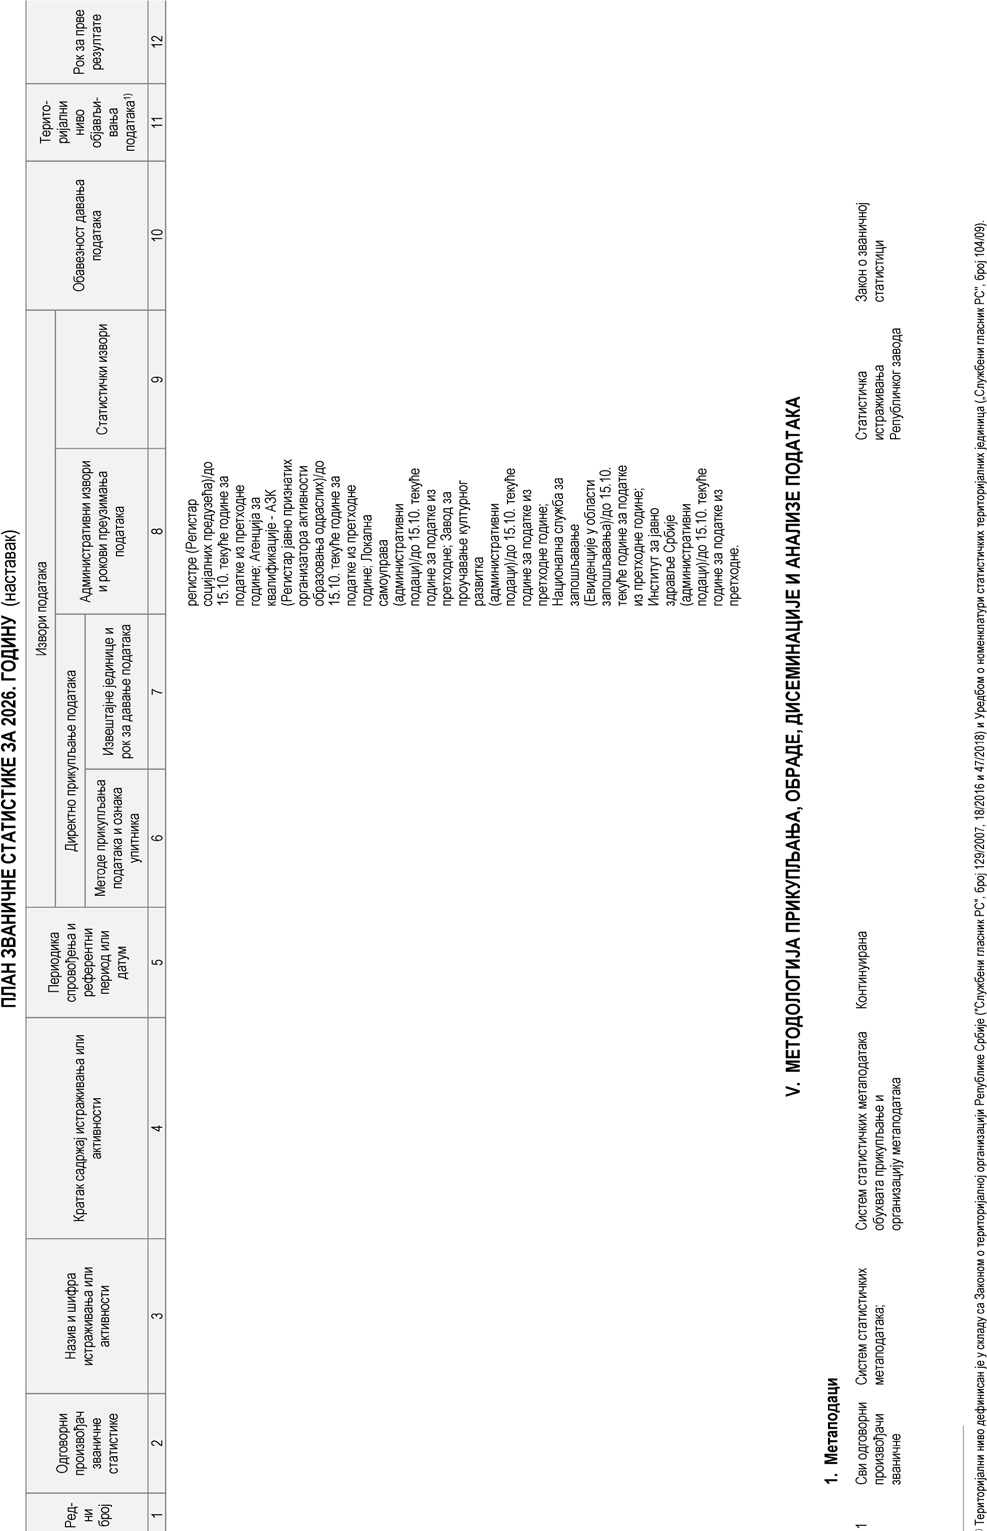 ПЛАН ЗВАНИЧНЕ СТАТИСТИКЕ ЗА 2026. ГОДИНУ (наставак)
Ред-
ни
број
Одговорни
произвођач
званичне
статистике
Назив и шифра
истраживања или
активности
Кратак садржај истраживања или
активности
Периодика
спровођења и
референтни
период или
датум
Извори података
Директно прикупљање података
Методе прикупљања
података и ознака
упитника
Извештајне јединице и
рок за давање података
Административни извори
и рокови преузимања
података
Статистички извори
Обавезност давања
података
Терито-
ријални
ниво
објављи-
вања
података1)
Рок за прве
резултате
1 2 3 4 5 6 7 8 9 10 11 12
регистре (Регистар
социјалних предузећа)/до
15.10. текуће године за
податке из претходне
године; Агенција за
квалификације - АЗК
(Регистар јавно признатих
организатора активности
образовања одраслих)/до
15.10. текуће године за
податке из претходне
године; Локална
самоуправа
(административни
подаци)/до 15.10. текуће
године за податке из
претходне; Завод за
проучавање културног
развитка
(административни
подаци)/до 15.10. текуће
године за податке из
претходне године;
Национална служба за
запошљавање
(Евиденције у области
запошљавања)/до 15.10.
текуће године за податке
из претходне године;
Институт за јавно
здравље Србије
(административни
подаци)/до 15.10. текуће
године за податке из
претходне.
V. МЕТОДОЛОГИЈА ПРИКУПЉАЊА, ОБРАДЕ, ДИСЕМИНАЦИЈЕ И АНАЛИЗЕ ПОДАТАКА
1. Метаподаци
1
Сви одговорни
произвођачи
званичне
Систем статистичких
метаподатака;
Систем статистичких метаподатака
обухвата прикупљање и
организацију метаподатака
Континуирана
Статистичка
истраживања
Републичког завода
Закон о званичној
статистици
) Територијални ниво дефинисан је у складу са Законом о територијалној организацији Републике Србије ("Службени гласник РС", број 129/2007, 18/2016 и 47/2018) и Уредбом о номенклатури статистичких територијалних јединица („Службени гласник РС", број 104/09).